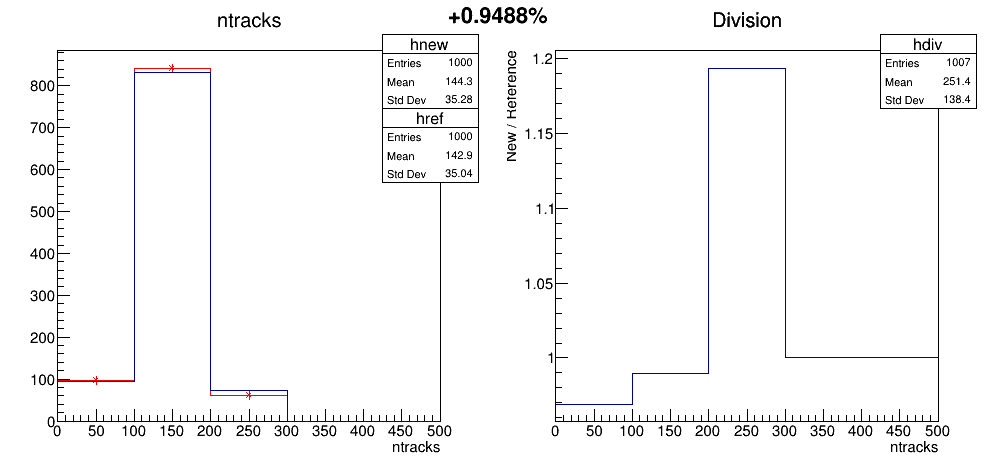 +0.9488%
ntracks
hnew
Entries 1000
Mean 144.3
Std Dev 35.28
href
Entries 1000
Mean 142.9
Std Dev 35.04
800
700
600
500
400
300
200
100
0
0 50 100 150 200 250 300 350 400 450 500
ntracks
Division
hdiv
Entries 1007
Mean 251.4
Std Dev 138.4
New / Reference
1.2
1.15
1.1
1.05
1
0 50 100 150 200 250 300 350 400 450 500
ntracks